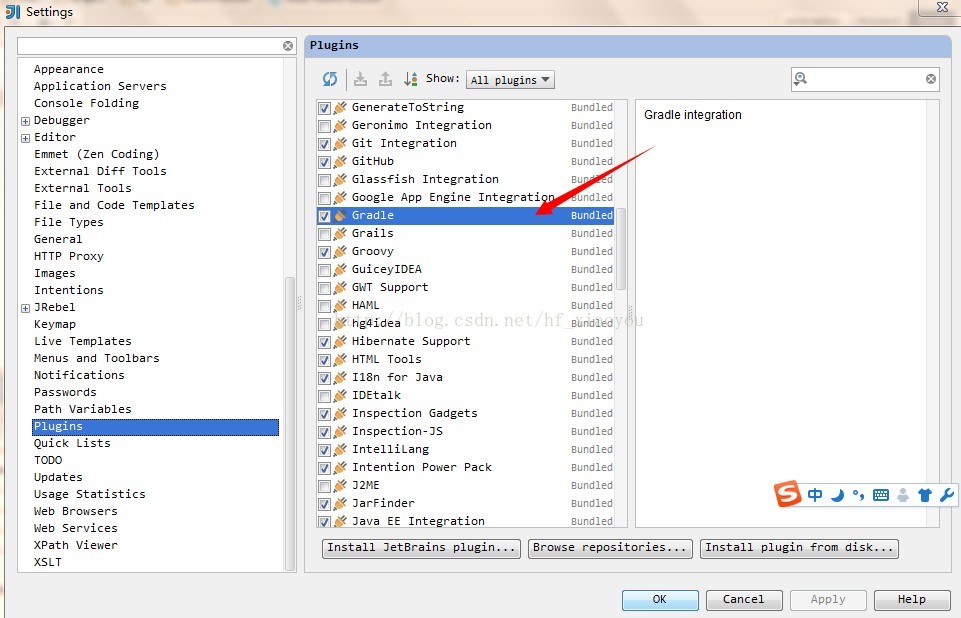 Settings
Plugins
Appearance
Application Servers
Console Folding
Debugger
Editor
Emmet (Zen Coding)
External Diff Tools
External Tools
File and Code Templates
File Types
General
HTTP Proxy
Images
Intentions
JRebel
Keymap
Live Templates
Menus and Toolbars
Notifications
Passwords
Path Variables
Plugins
Quick Lists
TODO
Updates
Usage Statistics
Web Browsers
Web Services
XPath Viewer
XSLT
Show: All plugins
GenerateToString Bundled
Geronimo Integration Bundled
Git Integration Bundled
GitHub Bundled
Glassfish Integration Bundled
Google App Engine Integration Bundled
Gradle Bundled
Grails Bundled
Groovy Bundled
GuiceyIDEA Bundled
GWT Support Bundled
HAML Bundled
hg4idea Bundled
Hibernate Support Bundled
HTML Tools Bundled
I18n for Java Bundled
IDEtalk Bundled
Inspection Gadgets Bundled
Inspection-JS Bundled
IntelliLang Bundled
Intention Power Pack Bundled
J2ME Bundled
JarFinder Bundled
Java EE Integration Bundled
Gradle integration
http://blog.csdn.net/hf_xiaoyou
S中
Install JetBrains plugin...
Browse repositories...
Install plugin from disk...
OK
Cancel
Apply
Help